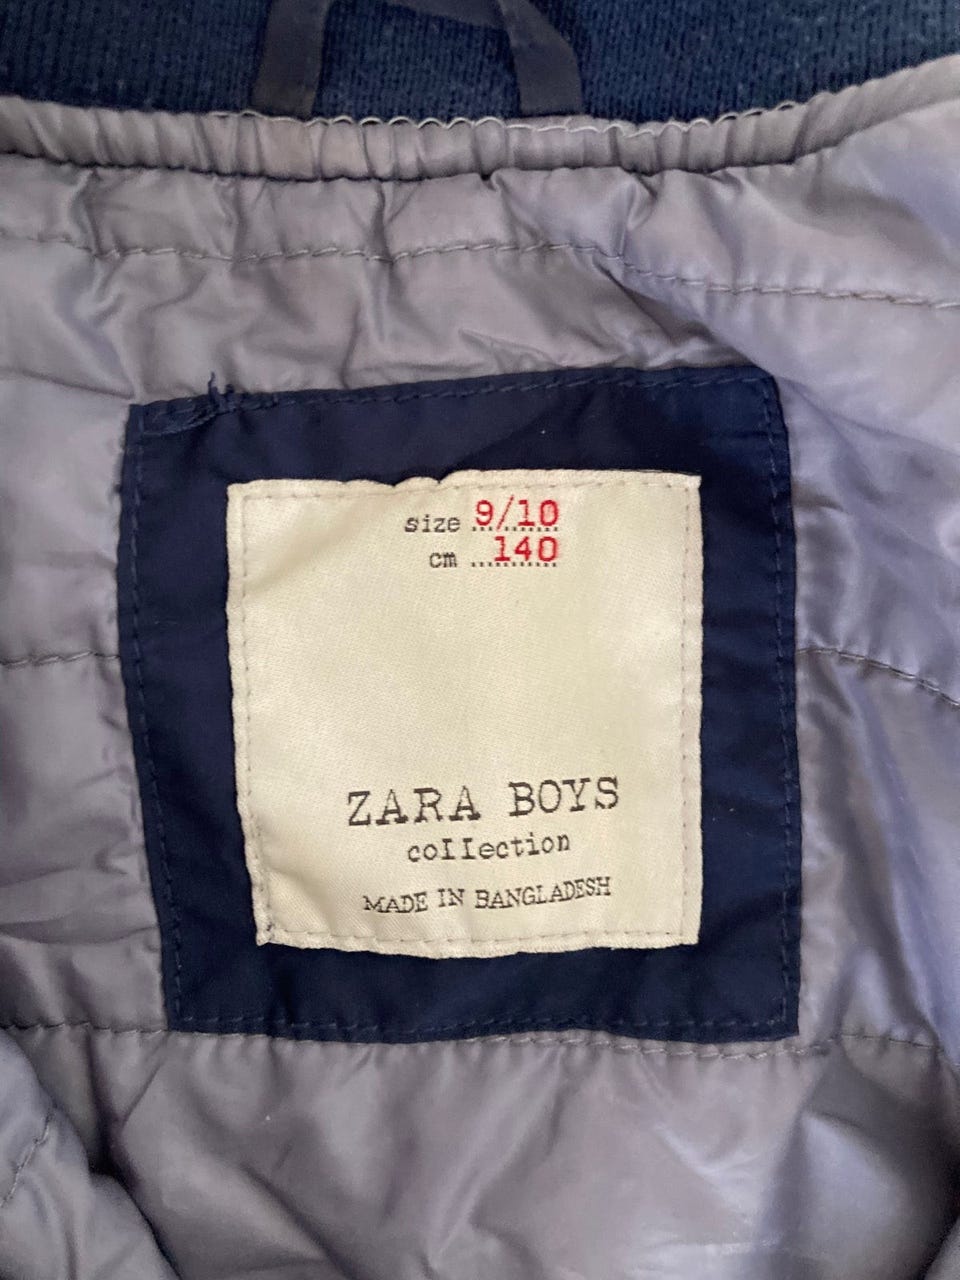 size 9/10
cm 140
ZARA BOYS
collection
MADE IN BANGLADESH